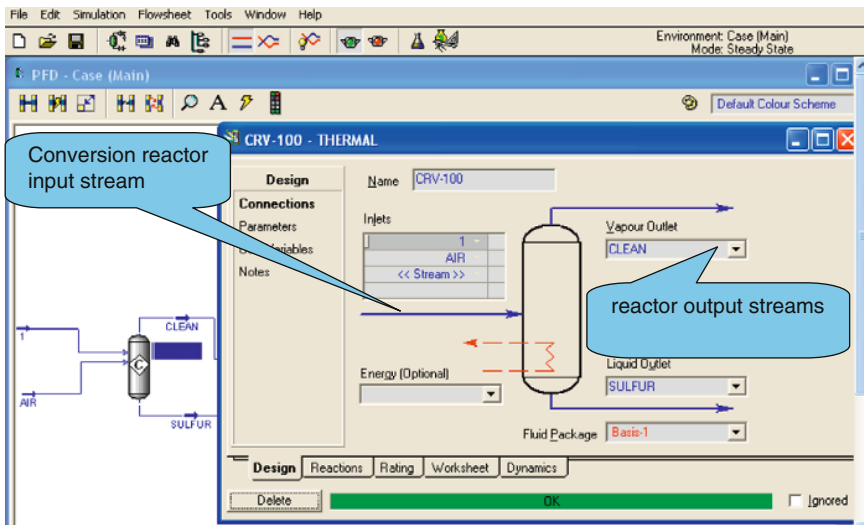 File Edit Simulation Flowsheet Tools Window Help
Environment: Case (Main)
Mode: Steady State
PFD - Case (Main)
A
Default Colour Scheme
CRV-100 - THERMAL
Conversion reactor
input stream
Design
Connections
Parameters
Notes
Name CRV-100
Inlets
1
AIR
<< Stream >>
Vapour Outlet
CLEAN
reactor output streams
Energy (Optional)
Liquid Outlet
SULFUR
Fluid Package Basis-1
1
AIR
C
CLEAN
SULFUR
Design Reactions Rating Worksheet Dynamics
Delete
OK
Ignored